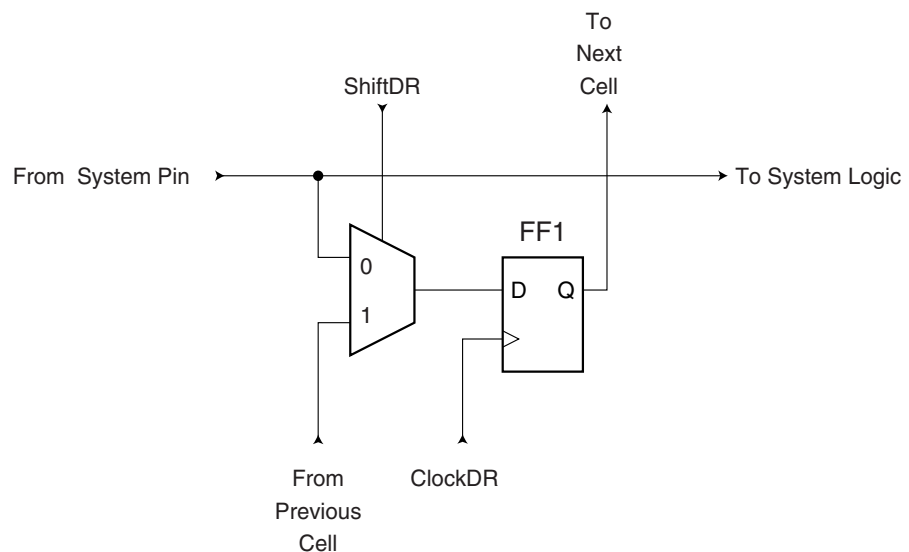 To
Next
Cell
ShiftDR
From System Pin
To System Logic
FF1
0
D Q
1
From
Previous
Cell
ClockDR